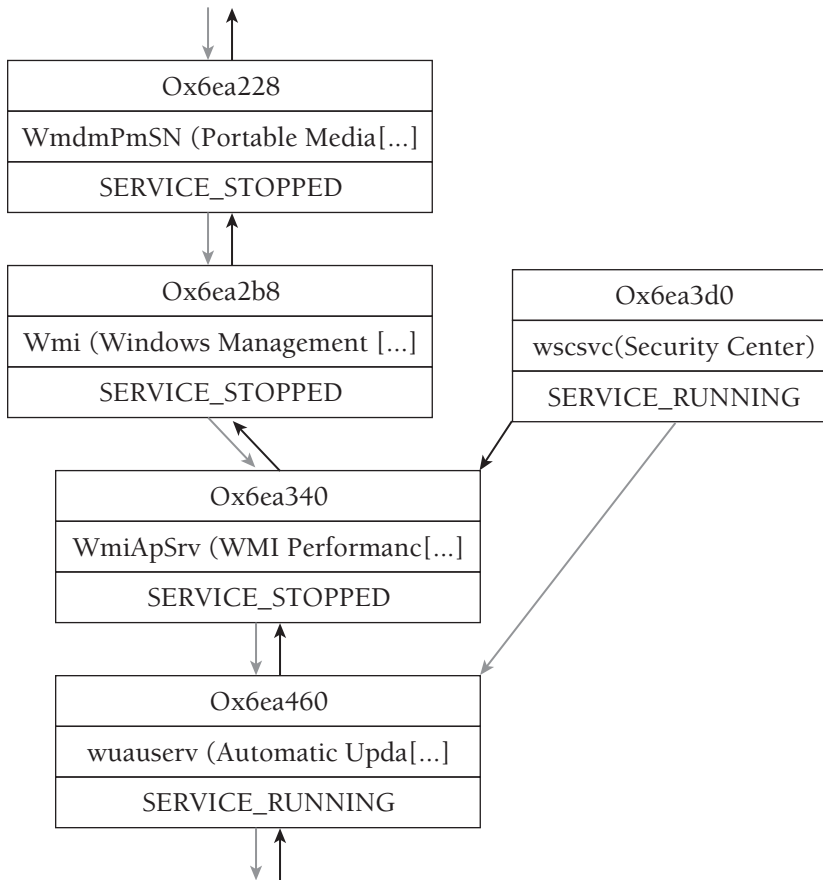 Ox6ea228
WmdmPmSN (Portable Media[...]
SERVICE_STOPPED
Ox6ea2b8
Wmi (Windows Management [...]
SERVICE_STOPPED
Ox6ea3d0
wscsvc(Security Center)
SERVICE_RUNNING
Ox6ea340
WmiApSrv (WMI Performanc[...]
SERVICE_STOPPED
Ox6ea460
wuauserv (Automatic Upda[...]
SERVICE_RUNNING